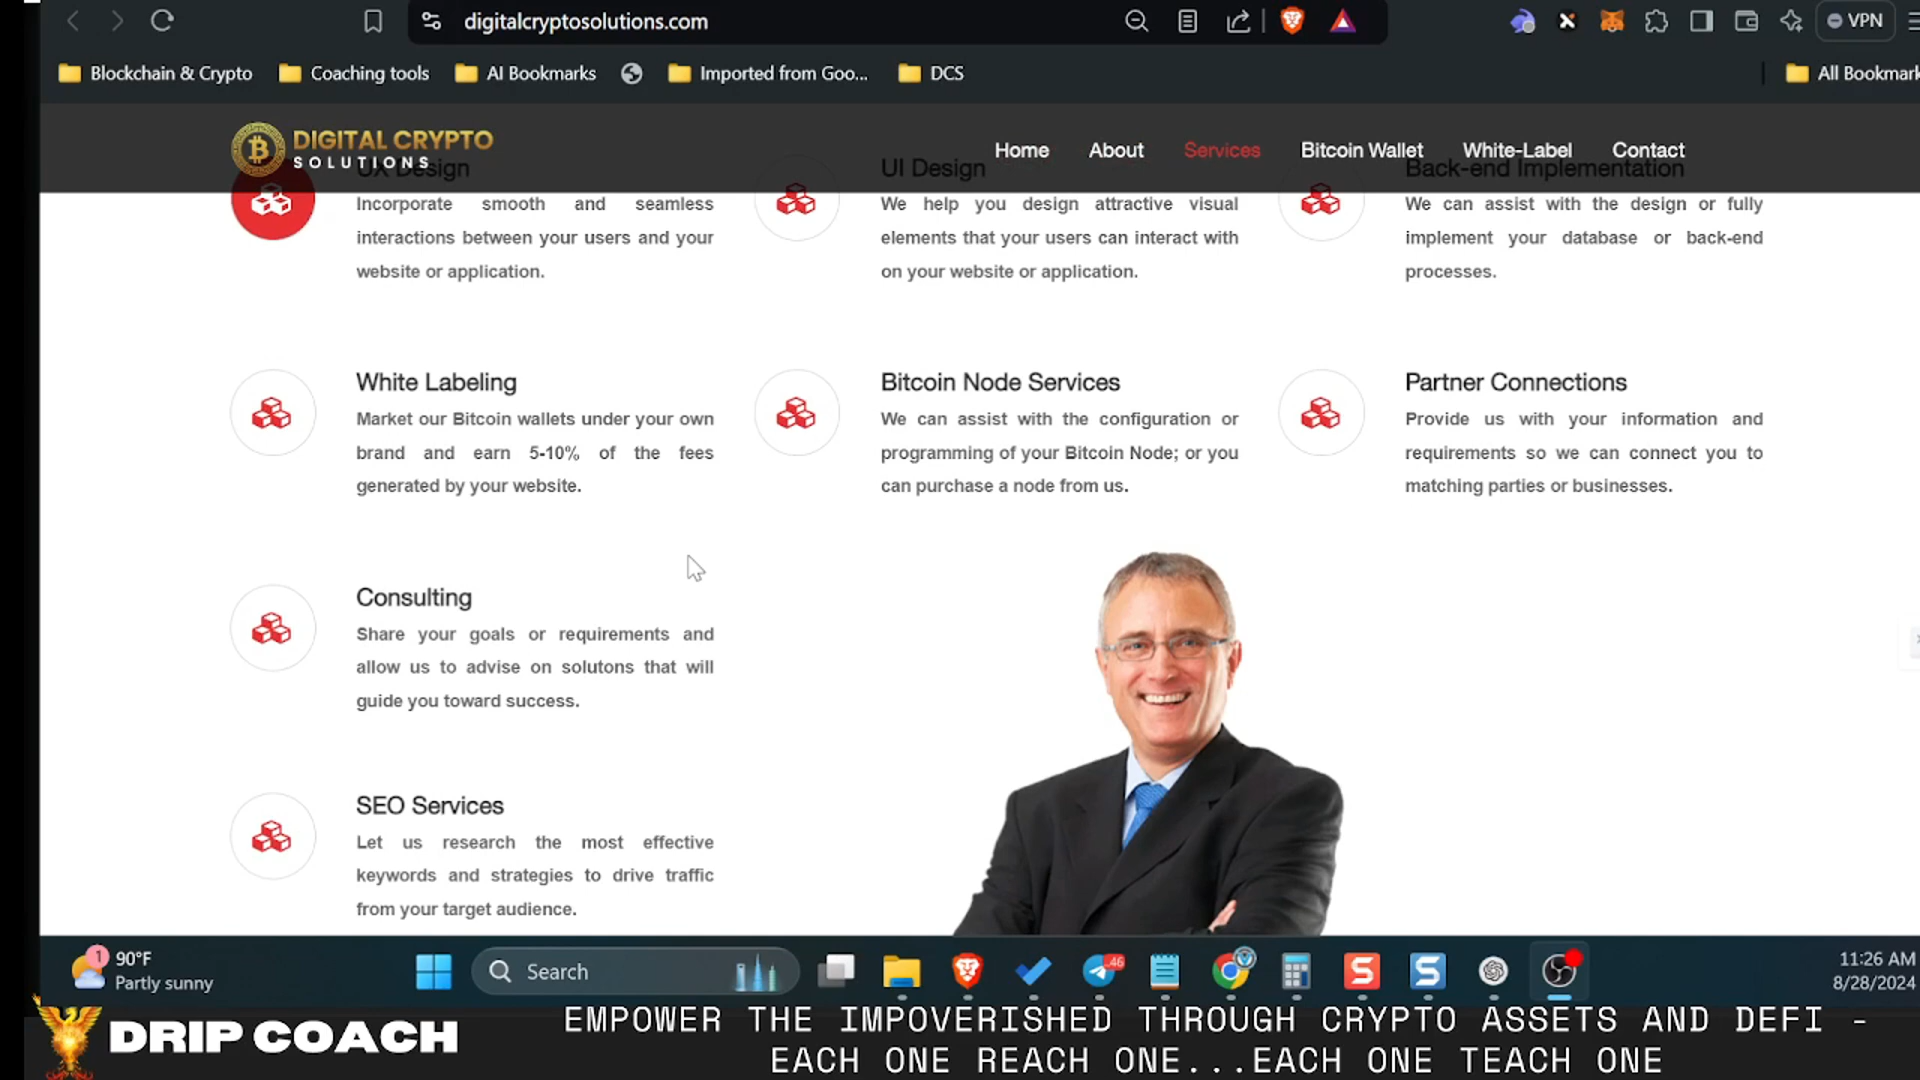 digitalcryptosolutions.com
VPN
Blockchain & Crypto
Coaching tools
AI Bookmarks
Imported from Goo...
DCS
All Bookmark
DIGITAL CRYPTO
SOLUTIONS
Home
About
Services
Bitcoin Wallet
White-Label
Contact
UX Design
Incorporate smooth and seamless
interactions between your users and your
website or application.
UI Design
We help you design attractive visual
elements that your users can interact with
on your website or application.
Back-end Implementation
We can assist with the design or fully
implement your database or back-end
processes.
White Labeling
Market our Bitcoin wallets under your own
brand and earn 5-10% of the fees
generated by your website.
Bitcoin Node Services
We can assist with the configuration or
programming of your Bitcoin Node; or you
can purchase a node from us.
Partner Connections
Provide us with your information and
requirements so we can connect you to
matching parties or businesses.
Consulting
Share your goals or requirements and
allow us to advise on solutons that will
guide you toward success.
SEO Services
Let us research the most effective
keywords and strategies to drive traffic
from your target audience.
1
90°F
Partly sunny
Search
46
11:26 AM
8/28/2024
DRIP COACH
EMPOWER THE IMPOVERISHED THROUGH CRYPTO ASSETS AND DEFI -
EACH ONE REACH ONE...EACH ONE TEACH ONE